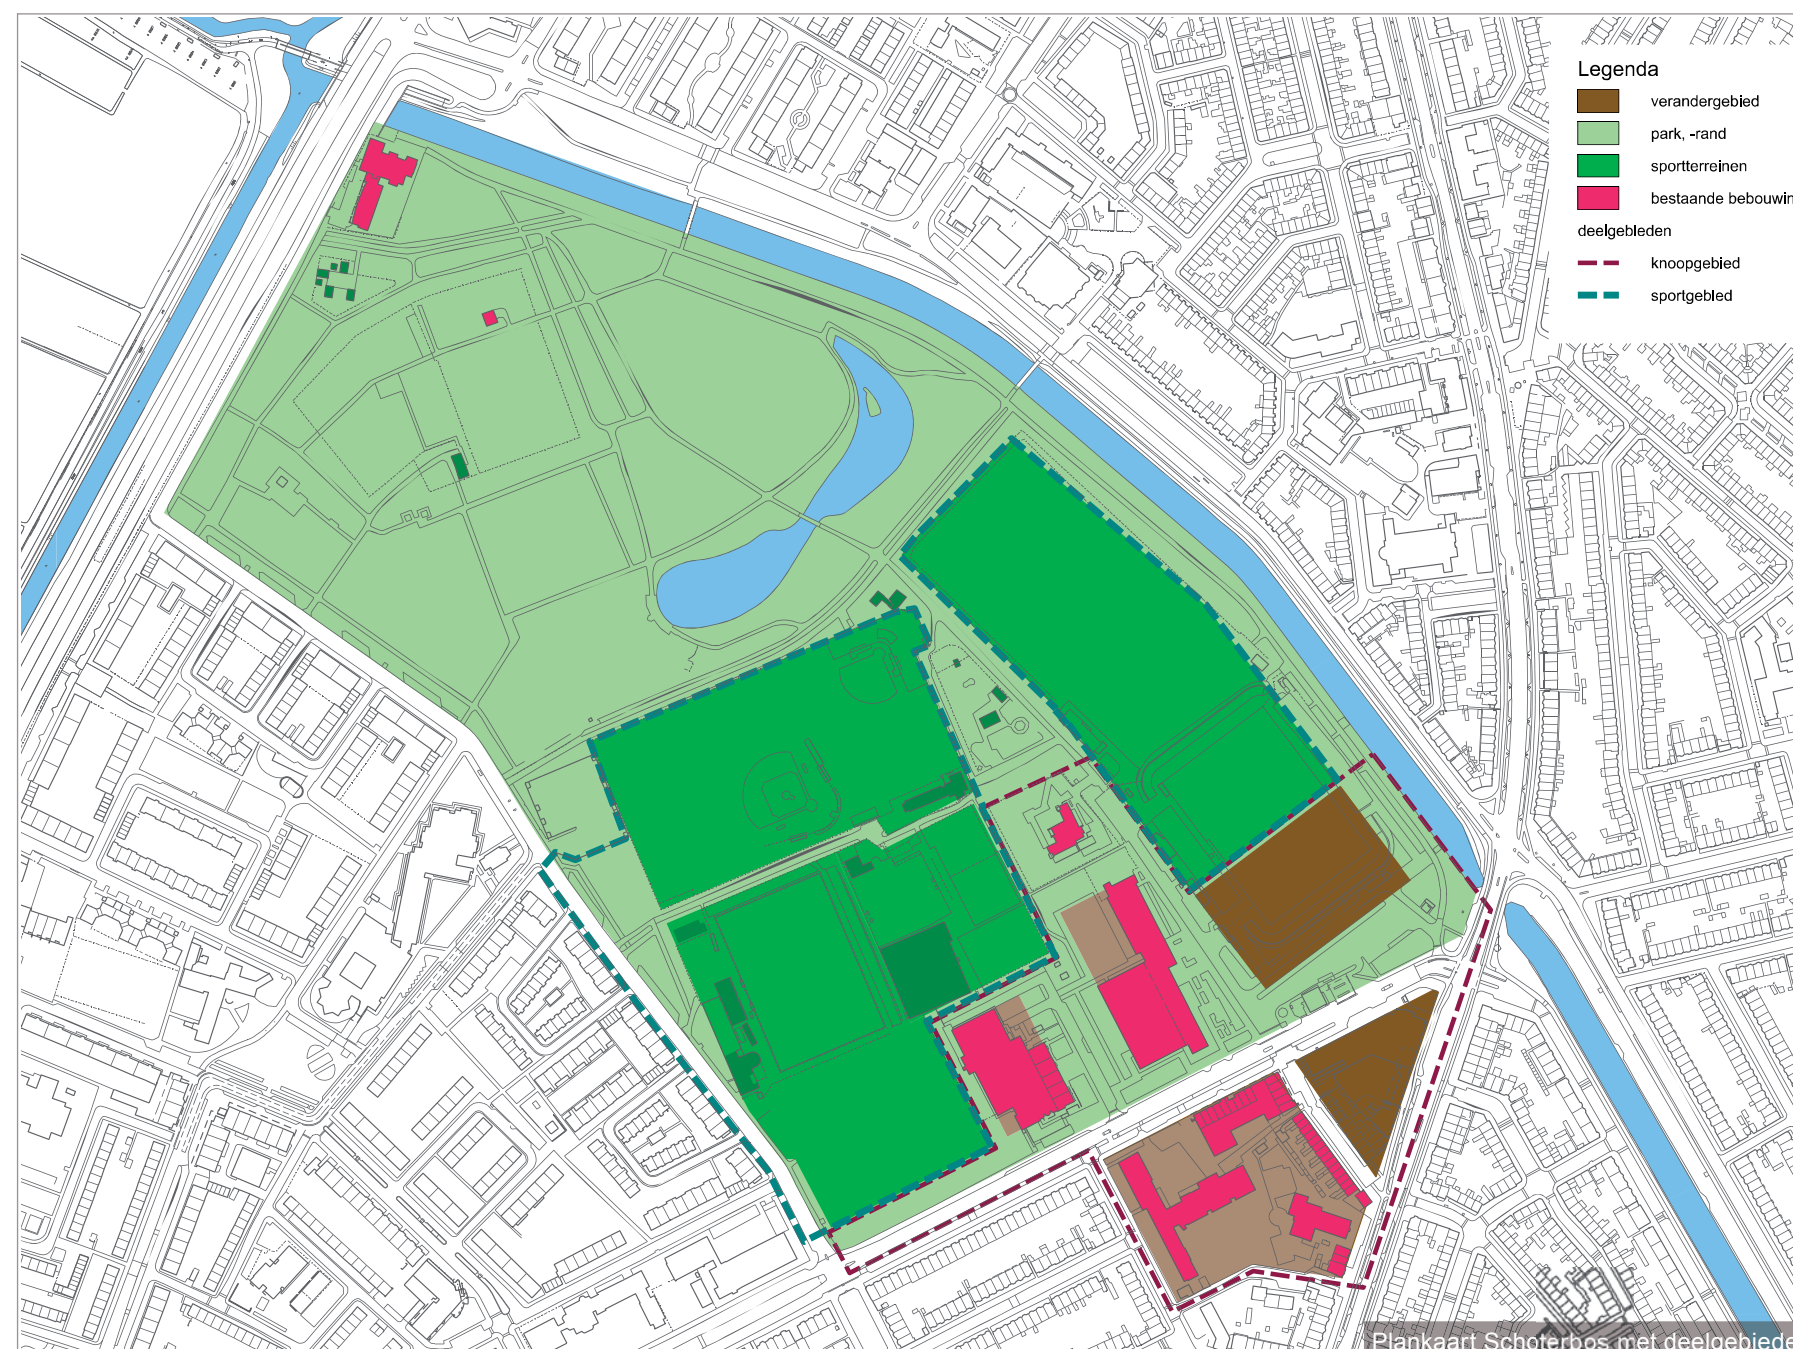 Legenda
verandergebied
park, -rand
sportterreinen
bestaande bebouwin
deelgebieden
knoopgebied
sportgebied
Plankaart Schoterbos met deelgebiede